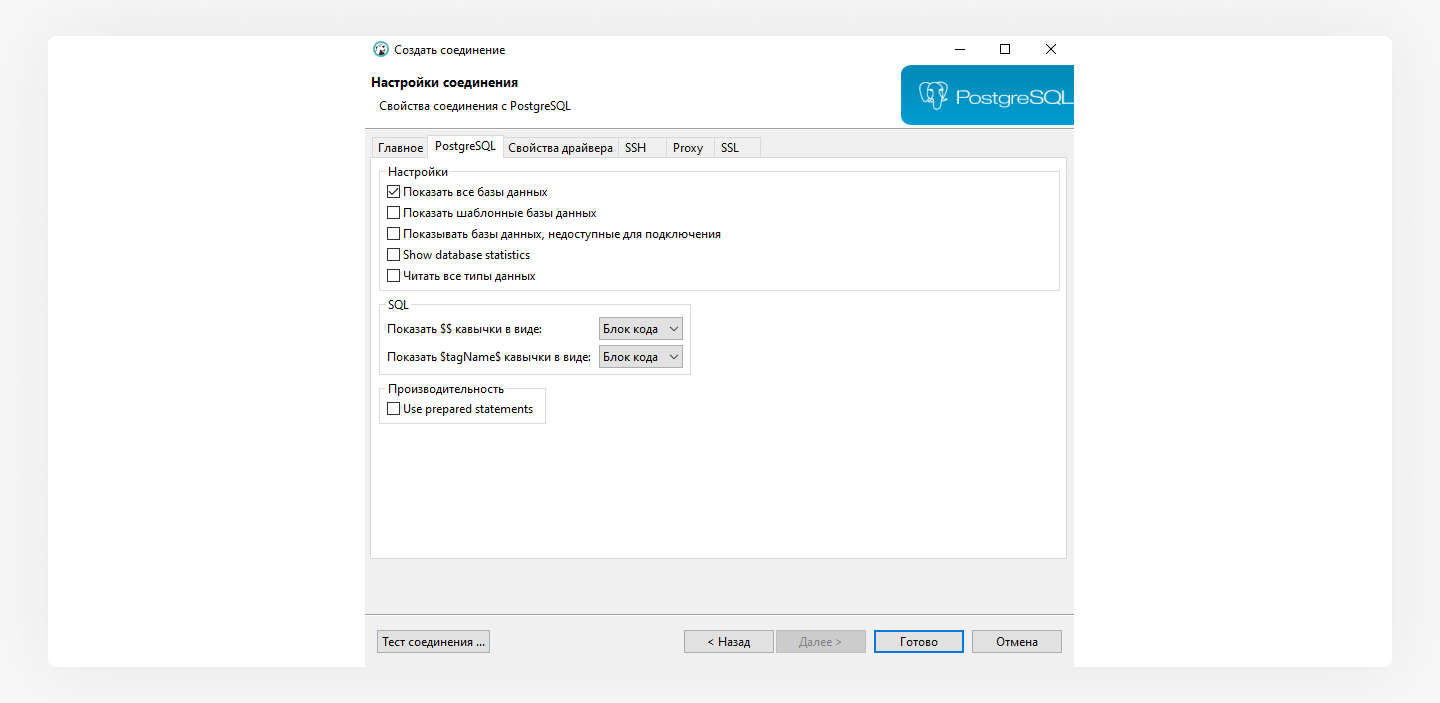 Создать соединение
Настройки соединения
Свойства соединения с PostgreSQL
PostgreSQL
Главное PostgreSQL Свойства драйвера SSH Proxy SSL
Настройки
Показать все базы данных
Показать шаблонные базы данных
Показывать базы данных, недоступные для подключения
Show database statistics
Читать все типы данных
SQL
Показать $$ кавычки в виде: Блок кода
Показать $tagName$ кавычки в виде: Блок кода
Производительность
Use prepared statements
Тест соединения ... < Назад Далее > Готово Отмена